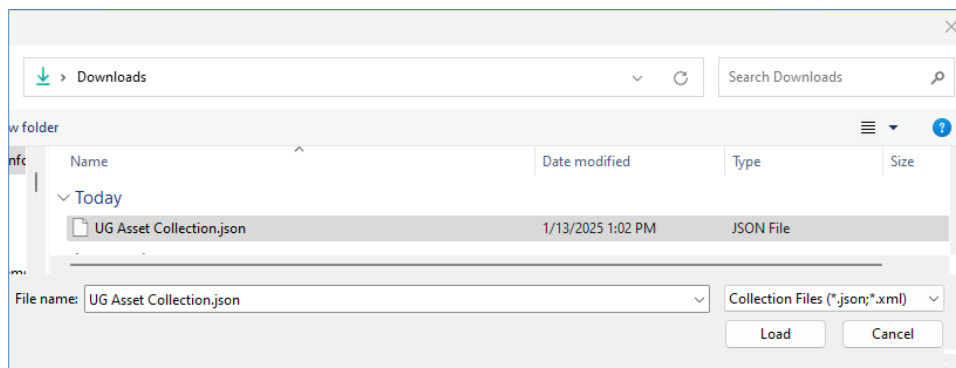 > Downloads
Search Downloads
w folder
?
Name
Date modified
Type
Size
Today
UG Asset Collection.json
1/13/2025 1:02 PM
JSON File
File name:
UG Asset Collection.json
Collection Files (*.json;*.xml)
Load
Cancel